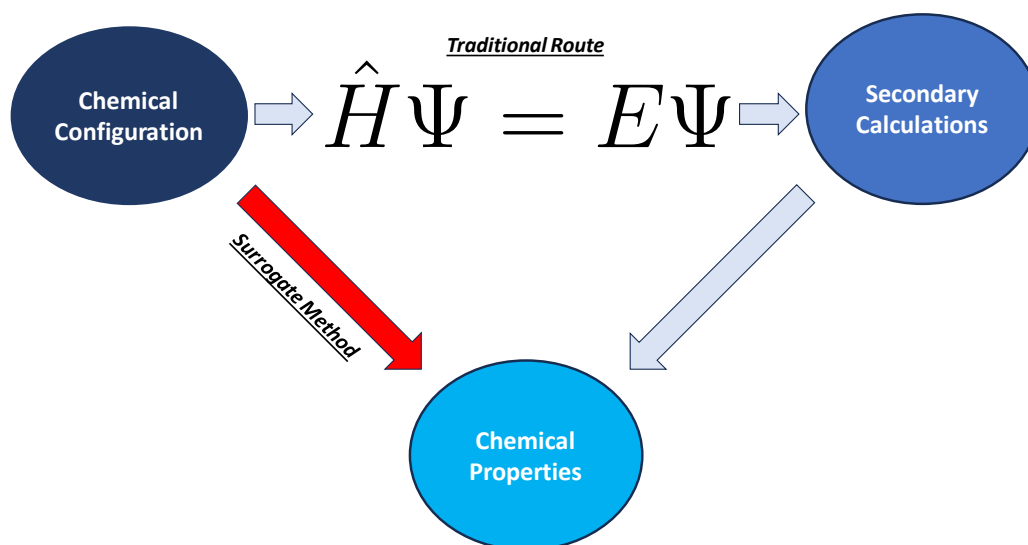 Traditional Route
Chemical
Configuration
Ĥ Ψ = E Ψ
Secondary
Calculations
Surrogate Method
Chemical
Properties